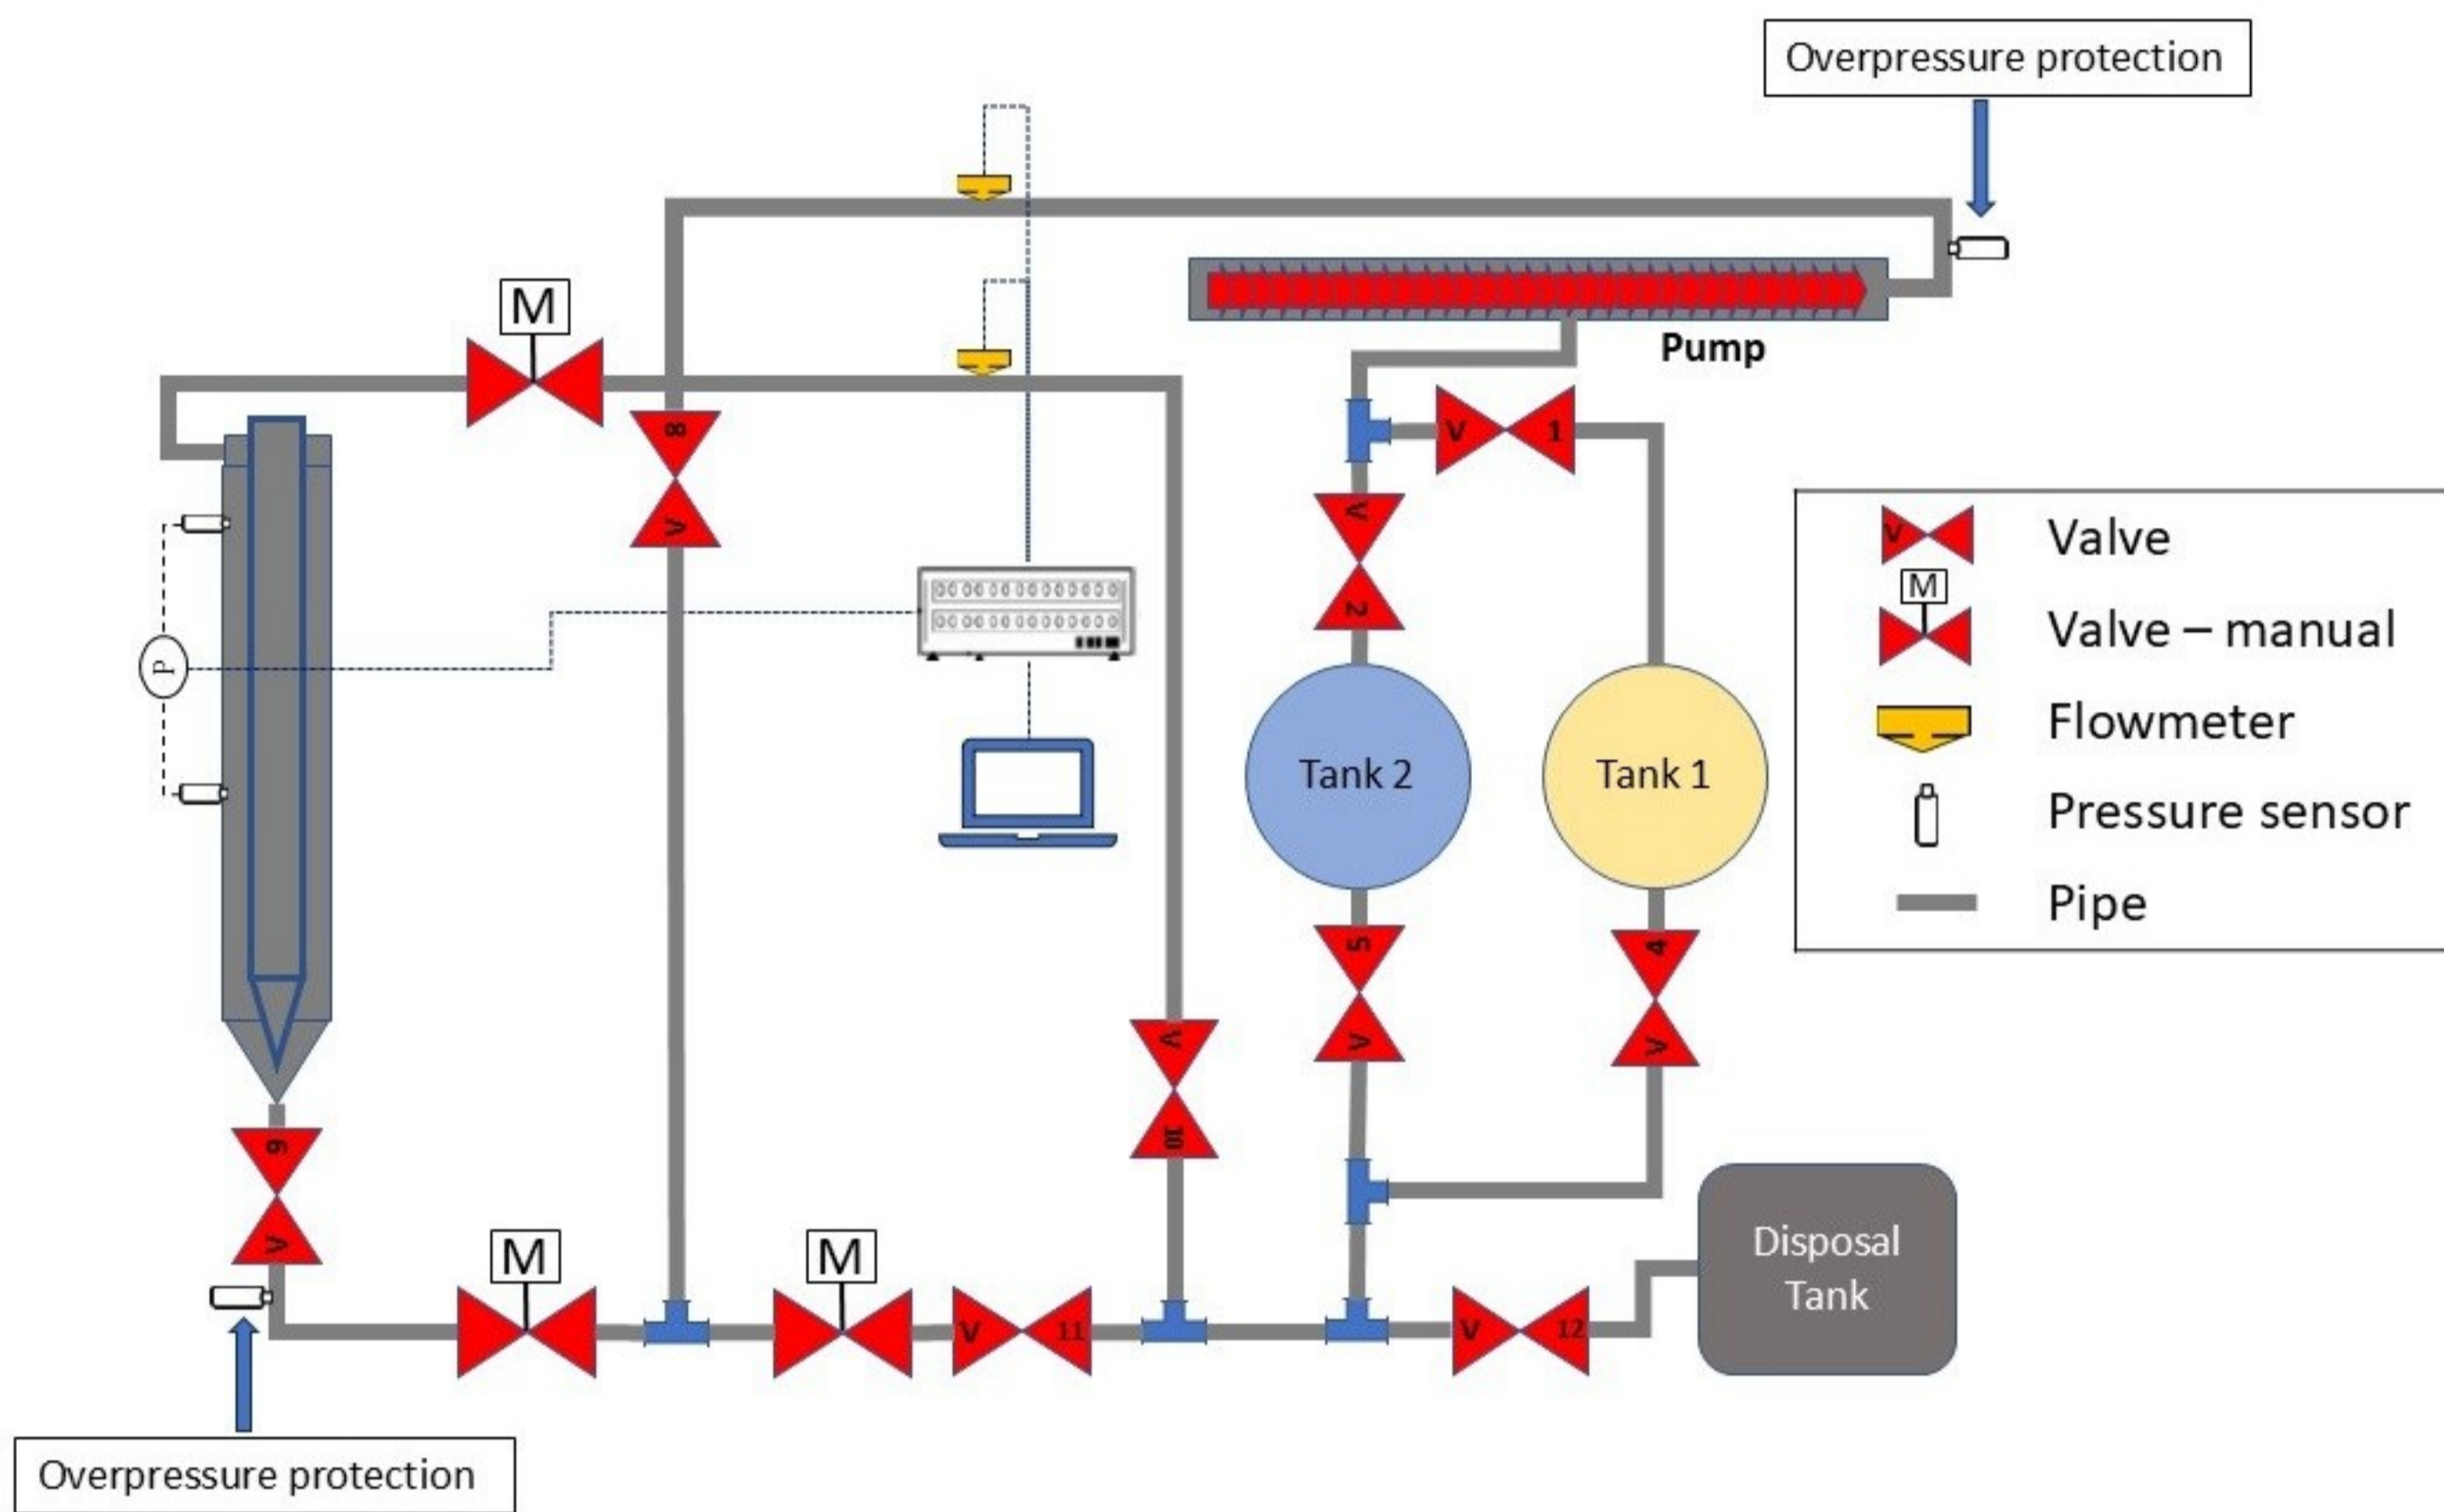 Overpressure protection
M
Pump
8
V
V 1
V
2
P
Tank 2
Tank 1
V
Valve
M
Valve – manual
Flowmeter
Pressure sensor
Pipe
5
V
4
V
V
10
9
V
M
M
V 11
V 12
Disposal
Tank
Overpressure protection